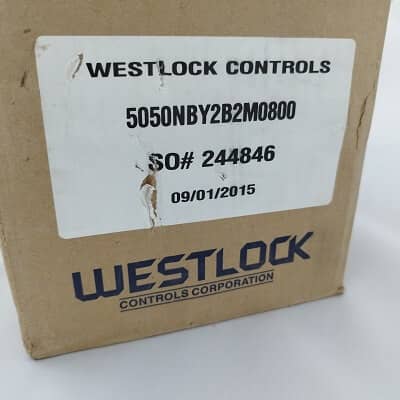 WESTLOCK CONTROLS
5050NBY2B2M0800
SO# 244846
09/01/2015
WESTLOCK
CONTROLS CORPORATION